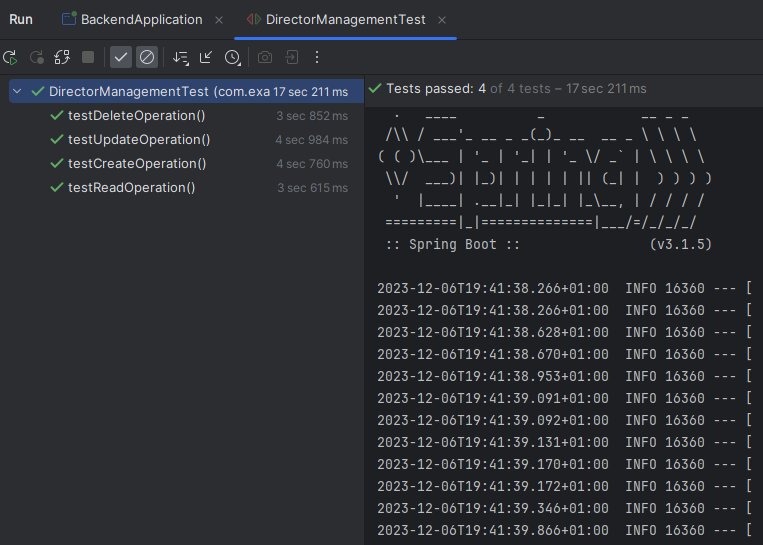 Run BackendApplication DirectorManagementTest
DirectorManagementTest (com.exa 17 sec 211 ms
testDeleteOperation() 3 sec 852 ms
testUpdateOperation() 4 sec 984 ms
testCreateOperation() 4 sec 760 ms
testReadOperation() 3 sec 615 ms
Tests passed: 4 of 4 tests – 17 sec 211 ms
  .   ____          _            __ _ _
 /\\ / ___'_ __ _ _(_)_ __  __ _ \ \ \ \
( ( )\___ | '_ | '_| | '_ \/ _` | \ \ \ \
 \\/  ___)| |_)| | | | | || (_| |  ) ) ) )
  '  |____| .__|_| |_|_| |_\__, | / / / /
 =========|_|==============|___/=/_/_/_/
 :: Spring Boot ::                (v3.1.5)
2023-12-06T19:41:38.266+01:00  INFO 16360 --- [
2023-12-06T19:41:38.266+01:00  INFO 16360 --- [
2023-12-06T19:41:38.628+01:00  INFO 16360 --- [
2023-12-06T19:41:38.670+01:00  INFO 16360 --- [
2023-12-06T19:41:38.953+01:00  INFO 16360 --- [
2023-12-06T19:41:39.091+01:00  INFO 16360 --- [
2023-12-06T19:41:39.092+01:00  INFO 16360 --- [
2023-12-06T19:41:39.131+01:00  INFO 16360 --- [
2023-12-06T19:41:39.170+01:00  INFO 16360 --- [
2023-12-06T19:41:39.172+01:00  INFO 16360 --- [
2023-12-06T19:41:39.346+01:00  INFO 16360 --- [
2023-12-06T19:41:39.866+01:00  INFO 16360 --- [